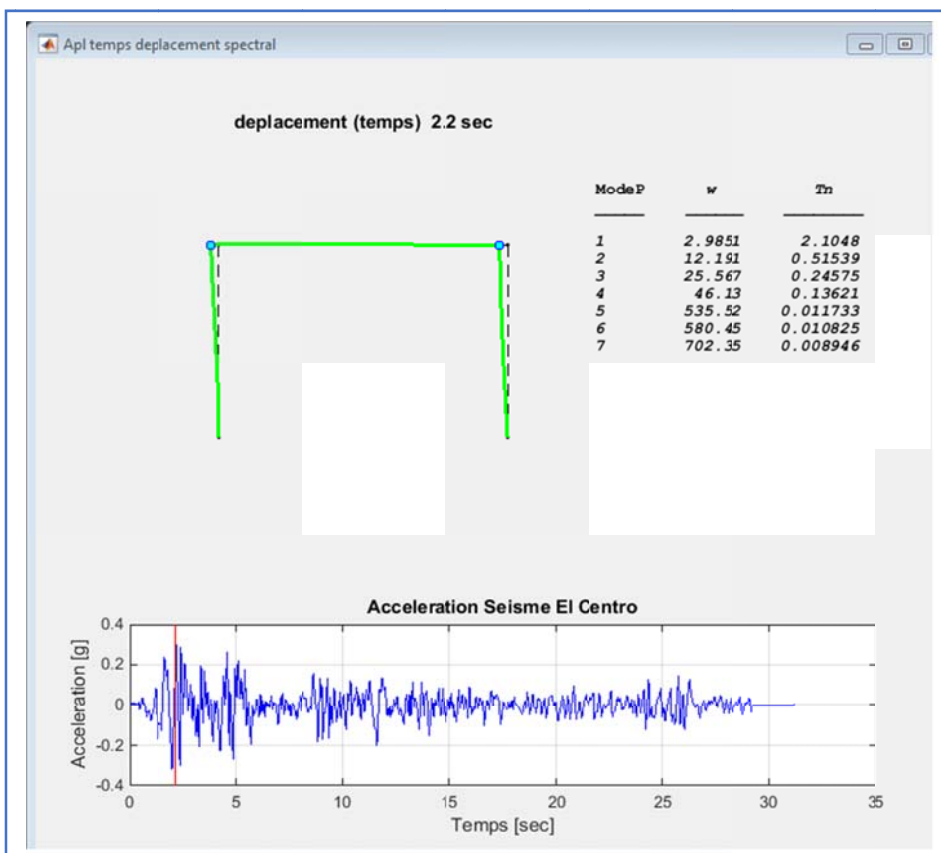 Apl temps deplacement spectral
deplacement (temps) 2.2 sec
ModeP w Tn
1 2.9851 2.1048
2 12.191 0.51539
3 25.567 0.24575
4 46.13 0.13621
5 535.52 0.011733
6 580.45 0.010825
7 702.35 0.008946
Acceleration Seisme El Centro
Acceleration [g]
0.4
0.2
0
-0.2
-0.4
0 5 10 15 20 25 30 35
Temps [sec]